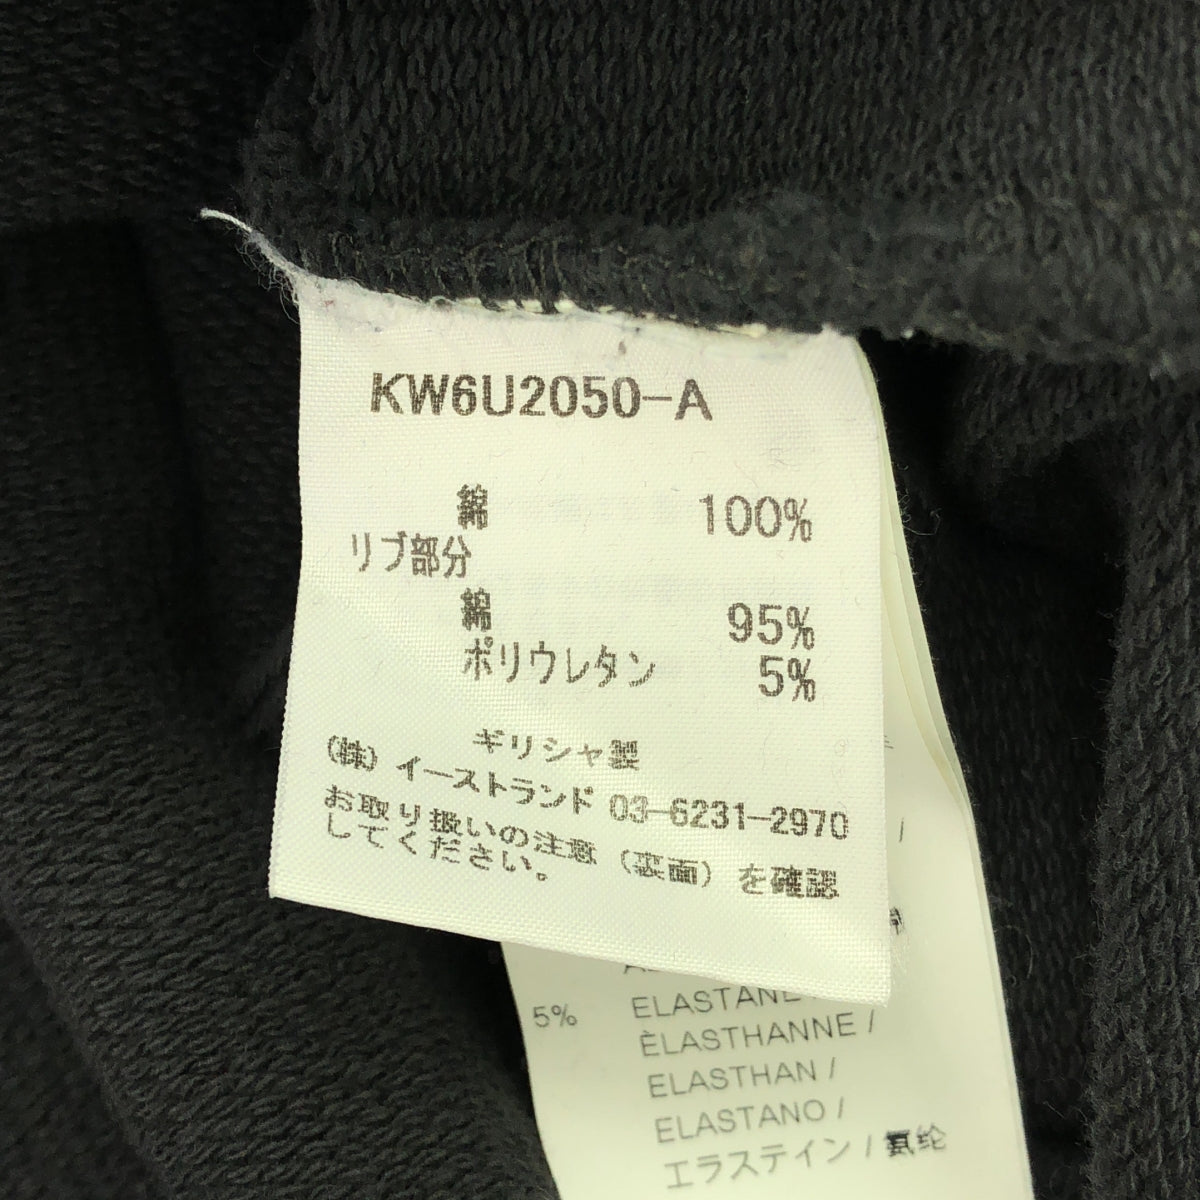 KW6U2050-A
綿 100%
リブ部分
綿 95%
ポリウレタン 5%
ギリシャ製
(株) イーストランド 03-6231-2970
お取り扱いの注意 (裏面) を確認
してください。
5% ELASTANE
ÈLASTHANNE /
ELASTHAN /
ELASTANO /
エラステイン / 氨纶